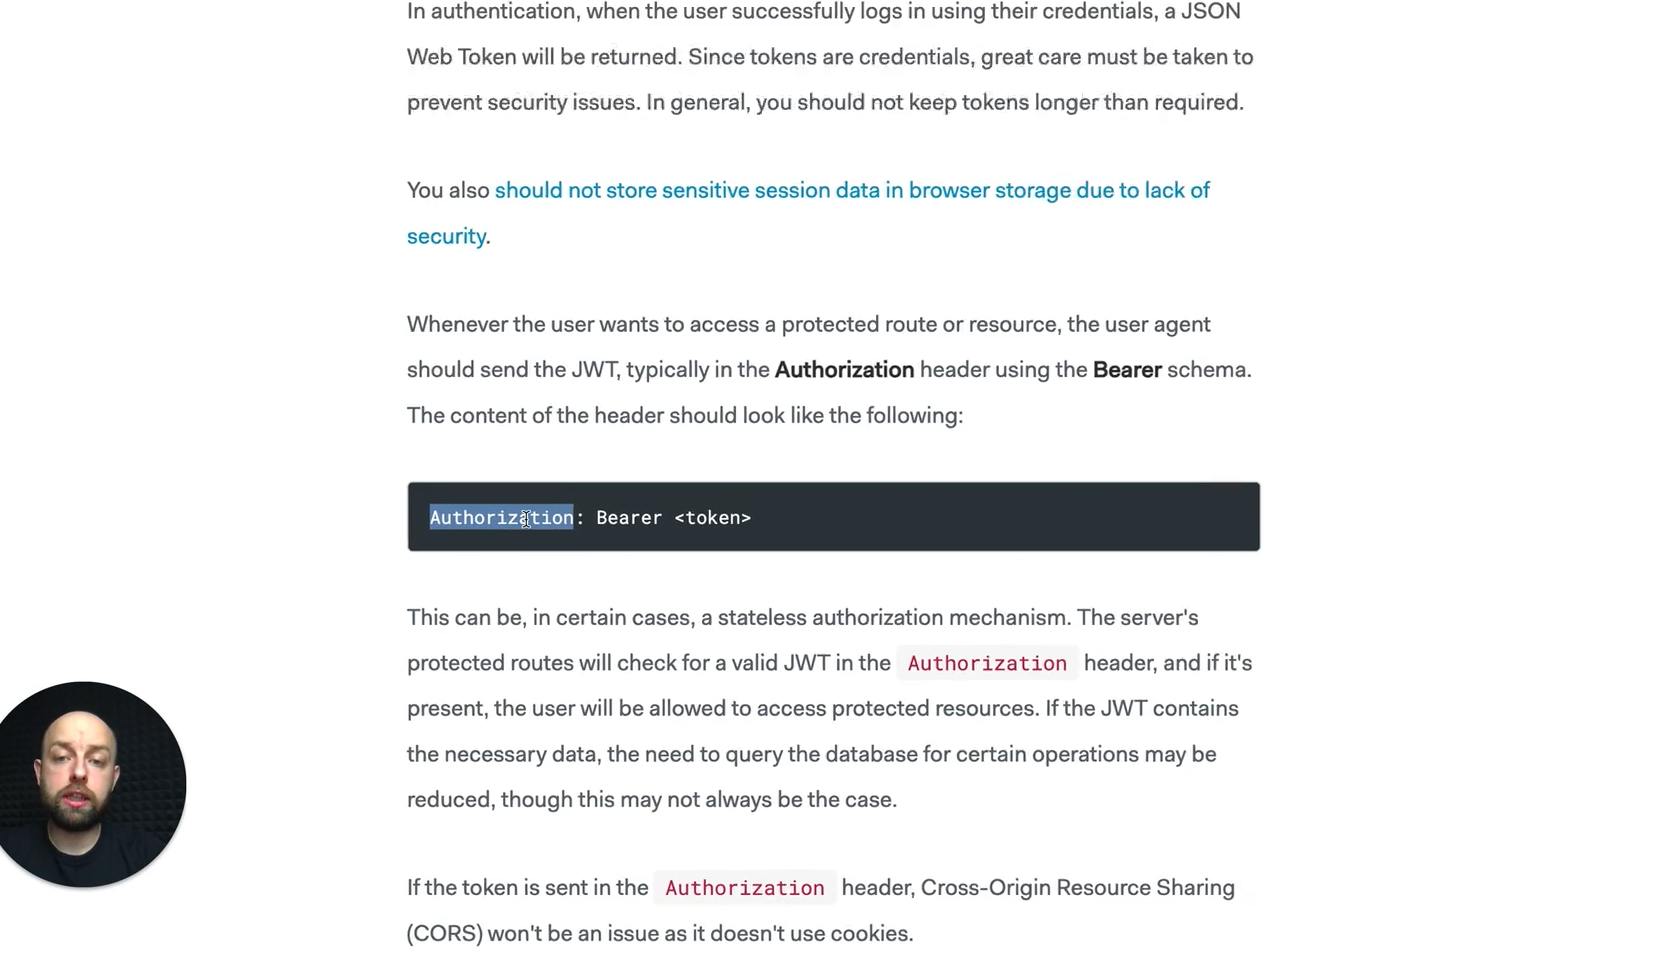 In authentication, when the user successfully logs in using their credentials, a JSON
Web Token will be returned. Since tokens are credentials, great care must be taken to
prevent security issues. In general, you should not keep tokens longer than required.
You also should not store sensitive session data in browser storage due to lack of
security.
Whenever the user wants to access a protected route or resource, the user agent
should send the JWT, typically in the Authorization header using the Bearer schema.
The content of the header should look like the following:
Authorization: Bearer <token>
This can be, in certain cases, a stateless authorization mechanism. The server's
protected routes will check for a valid JWT in the Authorization header, and if it's
present, the user will be allowed to access protected resources. If the JWT contains
the necessary data, the need to query the database for certain operations may be
reduced, though this may not always be the case.
If the token is sent in the Authorization header, Cross-Origin Resource Sharing
(CORS) won't be an issue as it doesn't use cookies.